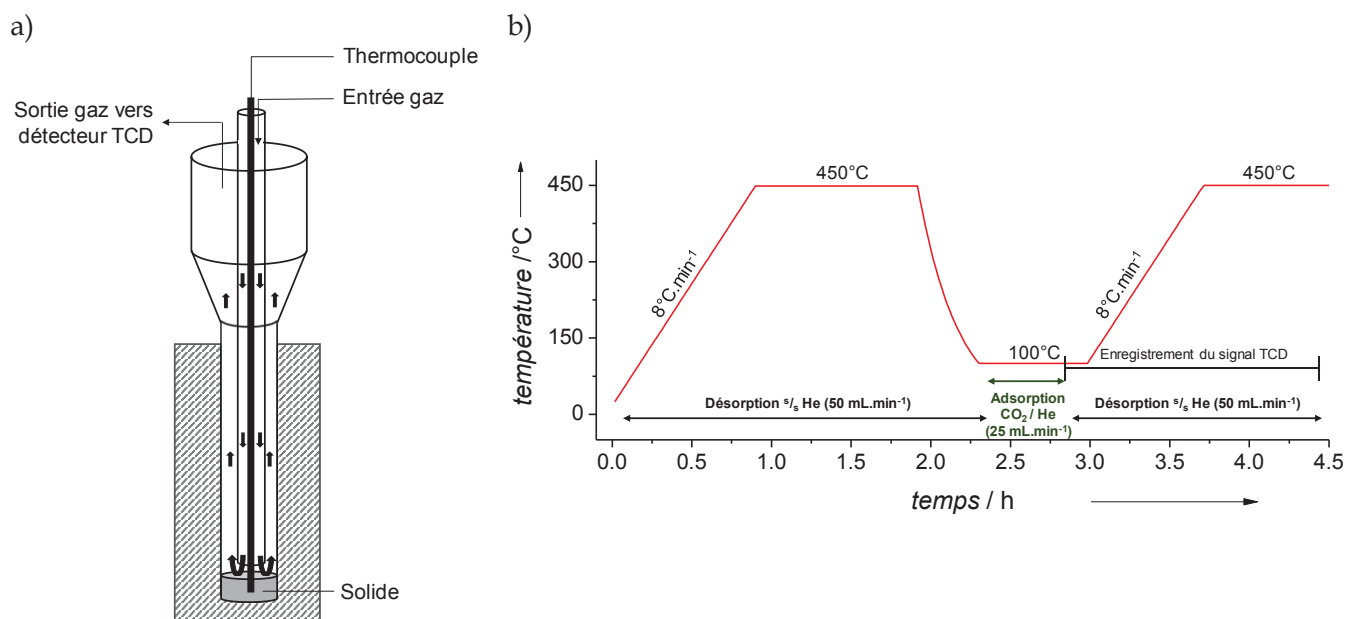 a)
Thermocouple
Entrée gaz
Sortie gaz vers
détecteur TCD
Solide
b)
température /°C
450
300
150
0
8°C.min⁻¹
450°C
100°C
8°C.min⁻¹
450°C
Enregistrement du signal TCD
Désorption ˢ/ₛ He (50 mL.min⁻¹)
Adsorption
CO₂ / He
(25 mL.min⁻¹)
Désorption ˢ/ₛ He (50 mL.min⁻¹)
0.0 0.5 1.0 1.5 2.0 2.5 3.0 3.5 4.0 4.5
temps / h